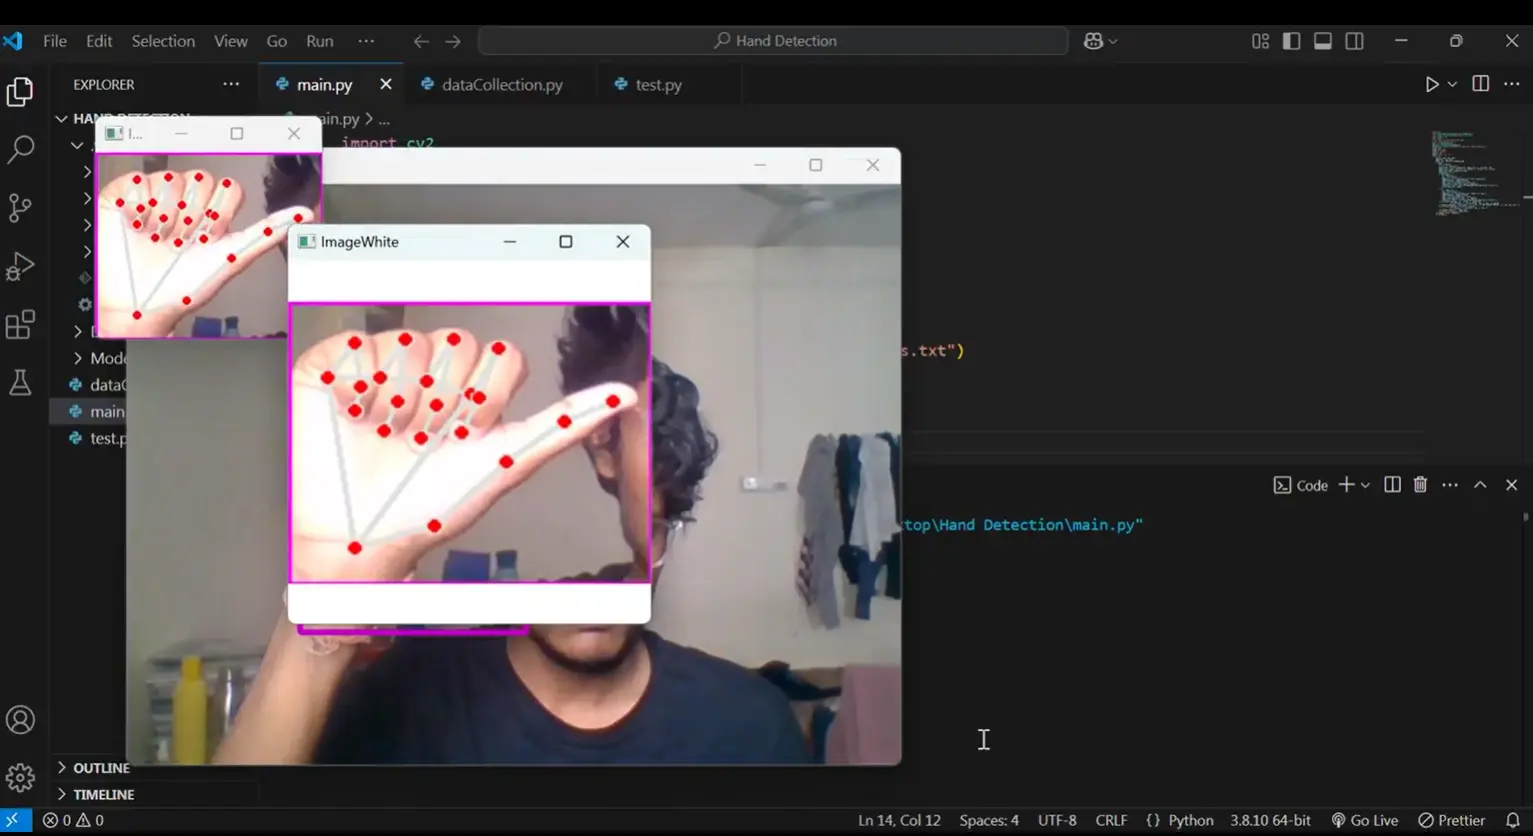 File Edit Selection View Go Run ··· Hand Detection
EXPLORER ··· main.py dataCollection.py test.py
HAND DETECTION main.py > ...
I...
import cv2
ImageWhite
s.txt")
Mode
dataC
main.
test.p
Code
top\Hand Detection\main.py"
OUTLINE
TIMELINE
0 0 Ln 14, Col 12 Spaces: 4 UTF-8 CRLF {} Python 3.8.10 64-bit Go Live Prettier